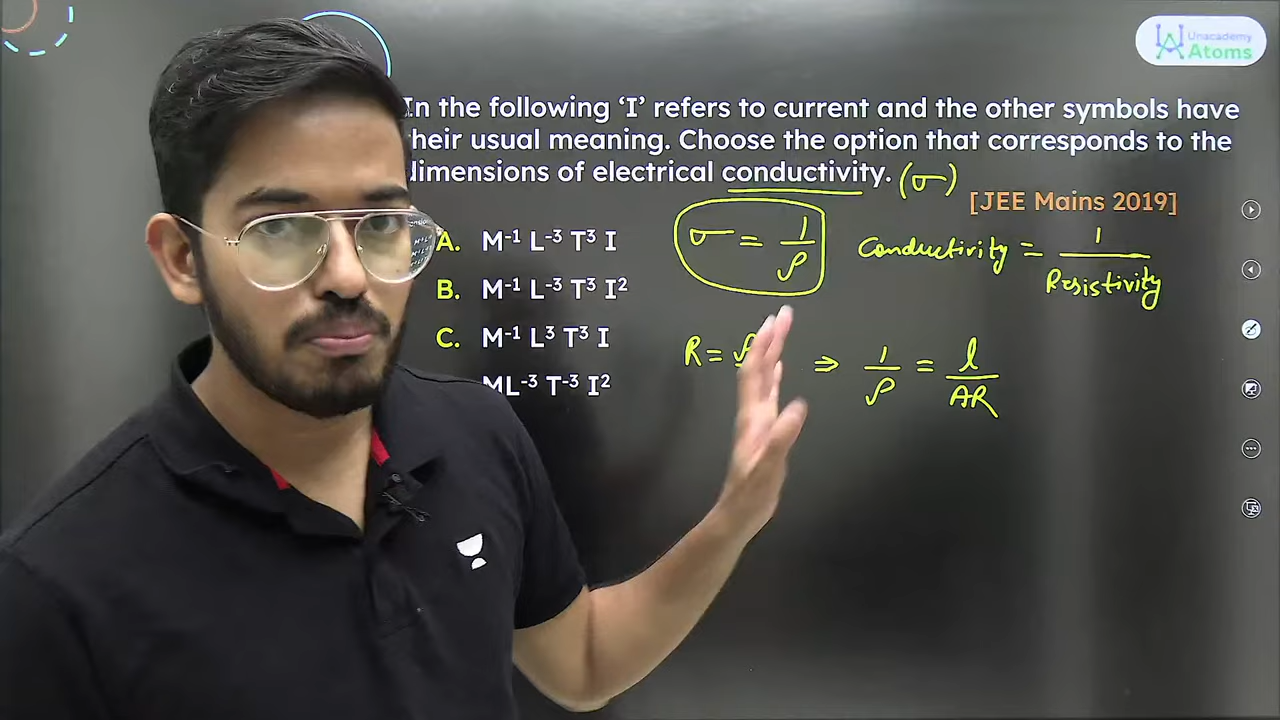 Unacademy
Atoms
In the following ‘I’ refers to current and the other symbols have
their usual meaning. Choose the option that corresponds to the
dimensions of electrical conductivity. (σ)
[JEE Mains 2019]
A. M⁻¹ L⁻³ T³ I
B. M⁻¹ L⁻³ T³ I²
C. M⁻¹ L³ T³ I
ML⁻³ T⁻³ I²
σ = 1/ρ
Conductivity = 1/Resistivity
R = ρ
⇒ 1/ρ = l/AR